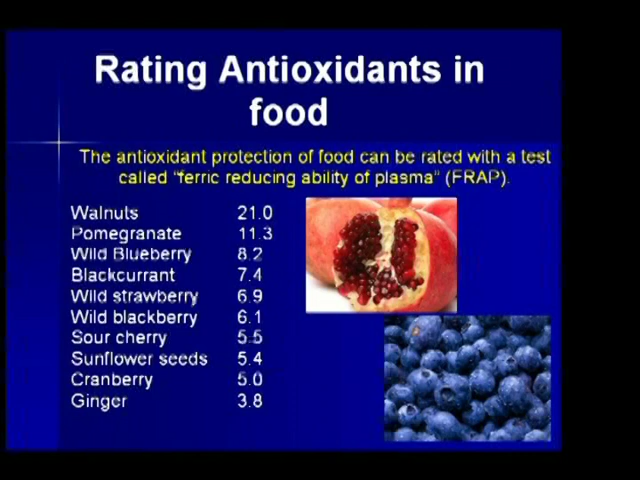 Rating Antioxidants in
food
The antioxidant protection of food can be rated with a test
called "ferric reducing ability of plasma" (FRAP).
Walnuts 21.0
Pomegranate 11.3
Wild Blueberry 8.2
Blackcurrant 7.4
Wild strawberry 6.9
Wild blackberry 6.1
Sour cherry 5.5
Sunflower seeds 5.4
Cranberry 5.0
Ginger 3.8